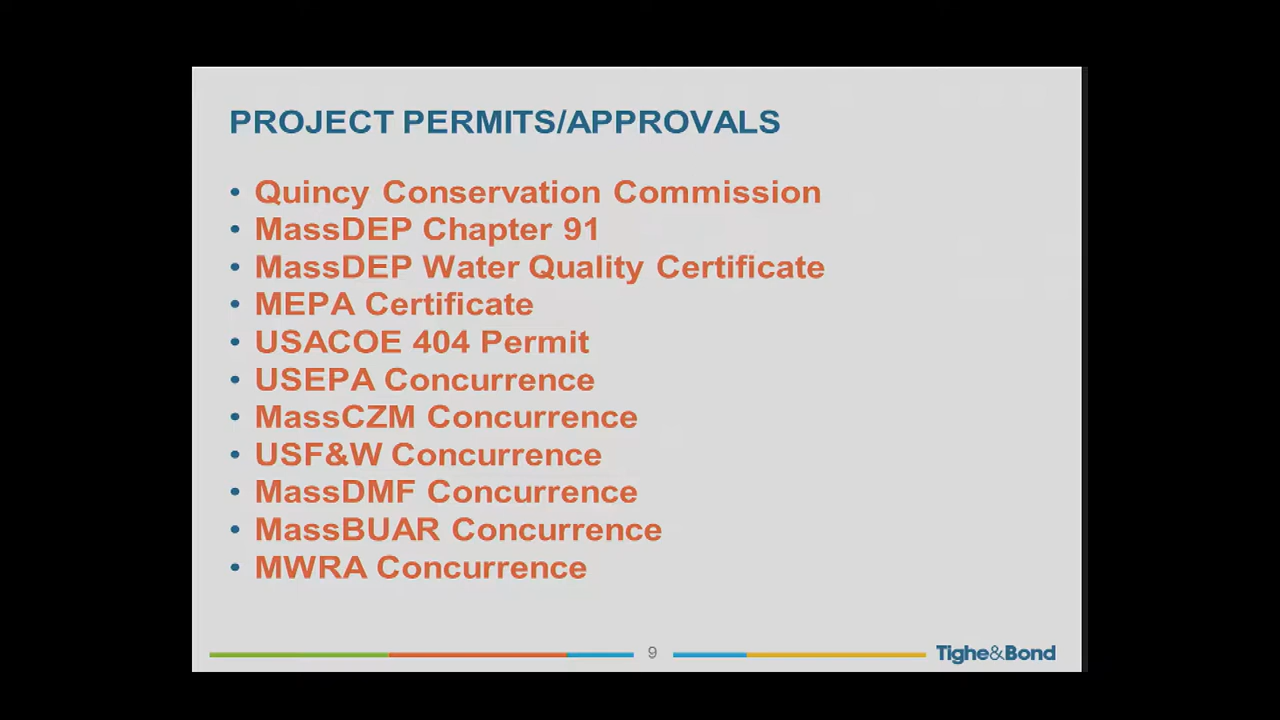 PROJECT PERMITS/APPROVALS
• Quincy Conservation Commission
• MassDEP Chapter 91
• MassDEP Water Quality Certificate
• MEPA Certificate
• USACOE 404 Permit
• USEPA Concurrence
• MassCZM Concurrence
• USF&W Concurrence
• MassDMF Concurrence
• MassBUAR Concurrence
• MWRA Concurrence
9
Tighe&Bond